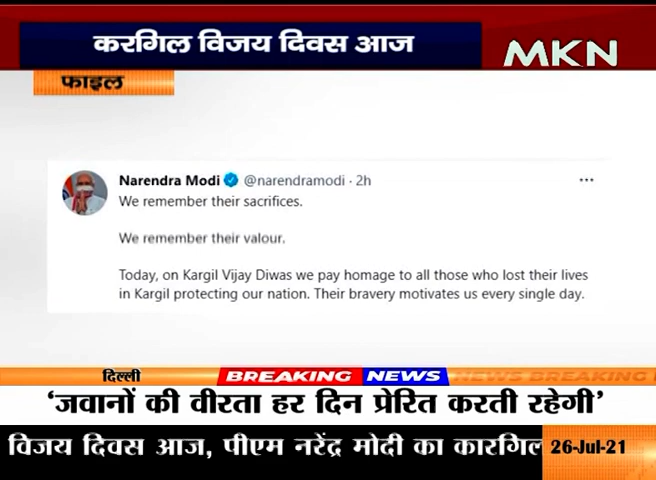 करगिल विजय दिवस आज
MKN
फाइल
Narendra Modi @narendramodi · 2h
We remember their sacrifices.
We remember their valour.
Today, on Kargil Vijay Diwas we pay homage to all those who lost their lives
in Kargil protecting our nation. Their bravery motivates us every single day.
दिल्ली
BREAKING NEWS
NEWS BREAKING
‘जवानों की वीरता हर दिन प्रेरित करती रहेगी’
विजय दिवस आज, पीएम नरेंद्र मोदी का कारगिल
26-Jul-21